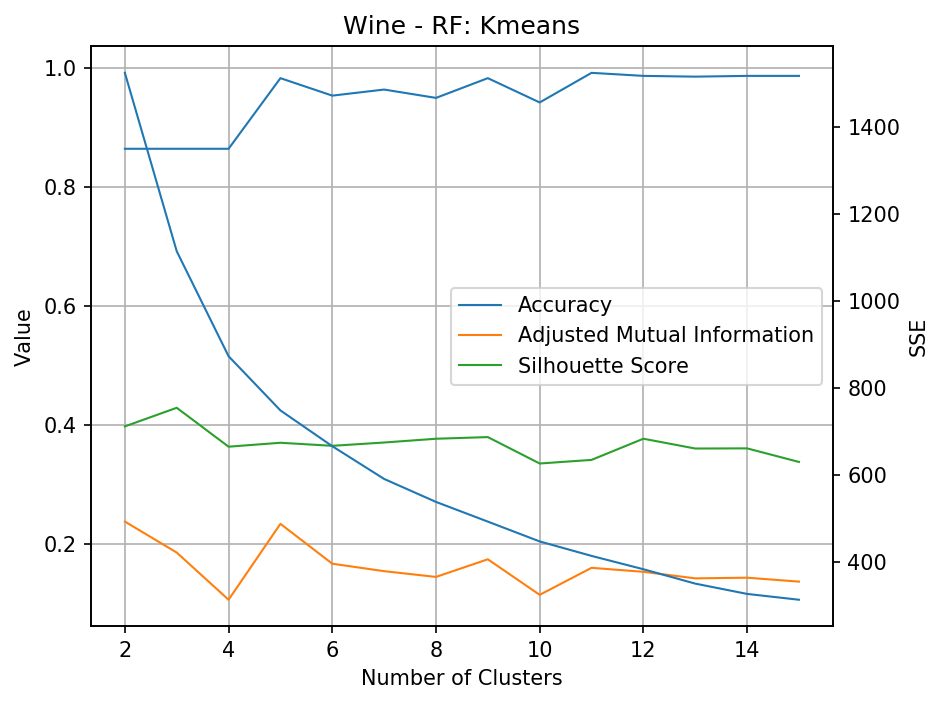 Wine - RF: Kmeans
1.0
0.8
0.6
0.4
0.2
Value
Accuracy
Adjusted Mutual Information
Silhouette Score
1400
1200
1000
800
600
400
SSE
2 4 6 8 10 12 14
Number of Clusters